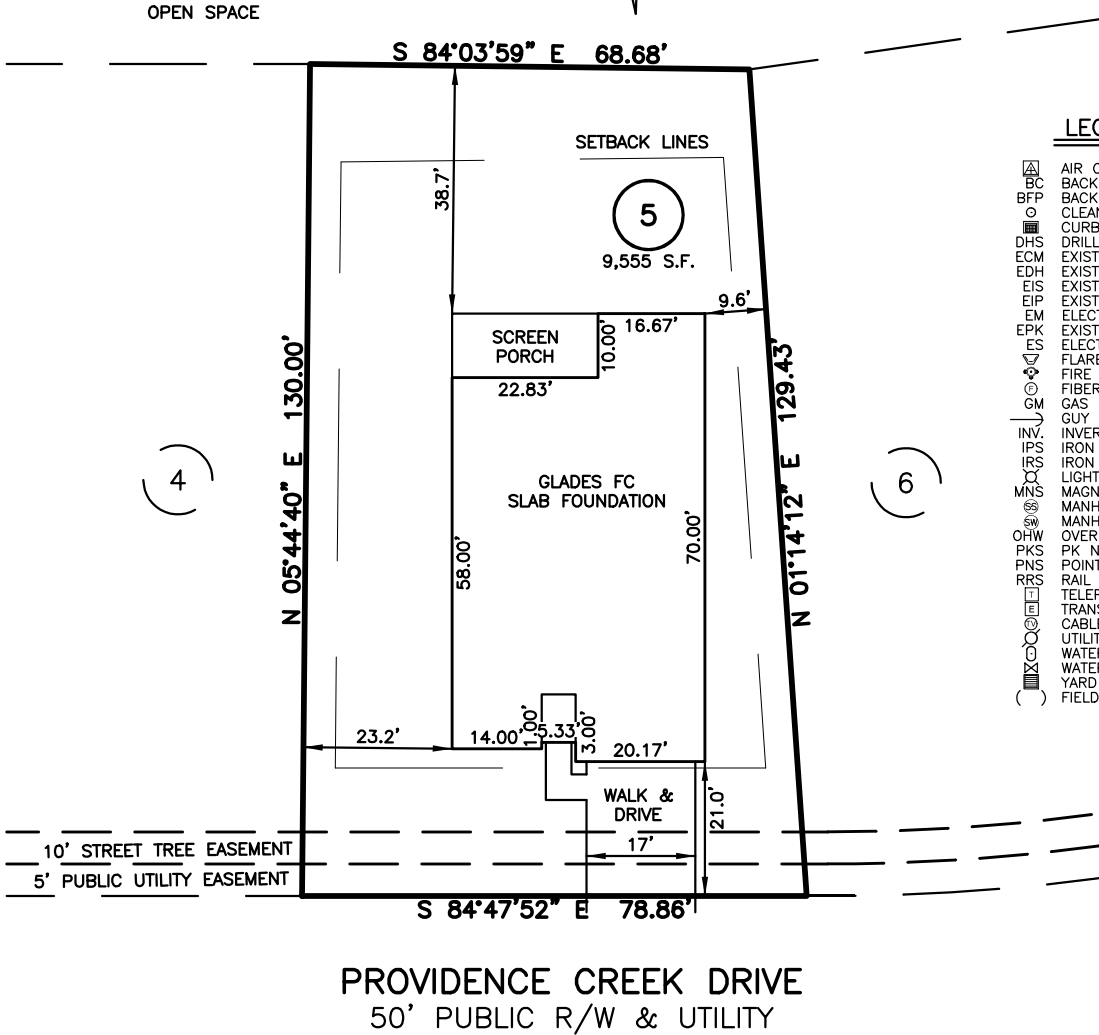 OPEN SPACE
S 84°03'59" E 68.68'
SETBACK LINES
38.7'
5
9,555 S.F.
9.6'
SCREEN
PORCH
16.67'
10.00'
22.83'
N 05°44'40" E 130.00'
N 01°14'12" E 129.43'
4
6
GLADES FC
SLAB FOUNDATION
58.00'
70.00'
23.2'
14.00'
1.00'
5.33'
3.00'
20.17'
WALK &
DRIVE
21.0'
17'
10' STREET TREE EASEMENT
5' PUBLIC UTILITY EASEMENT
S 84°47'52" E 78.86'
PROVIDENCE CREEK DRIVE
50' PUBLIC R/W & UTILITY
LEG
AIR C
BC BACK
BFP BACK
CLEAN
CURB
DHS DRILL
ECM EXIST
EDH EXIST
EIS EXIST
EIP EXIST
EM ELECT
EPK EXIST
ES ELECT
FLARE
FIRE
F FIBER
GM GAS
GUY
INV. INVER
IPS IRON
IRS IRON
LIGHT
MNS MAGN
SS MANH
SW MANH
OHW OVER
PKS PK N
PNS POINT
RRS RAIL
T TELEP
E TRANS
TV CABLE
UTILIT
WATER
WATER
YARD
( ) FIELD